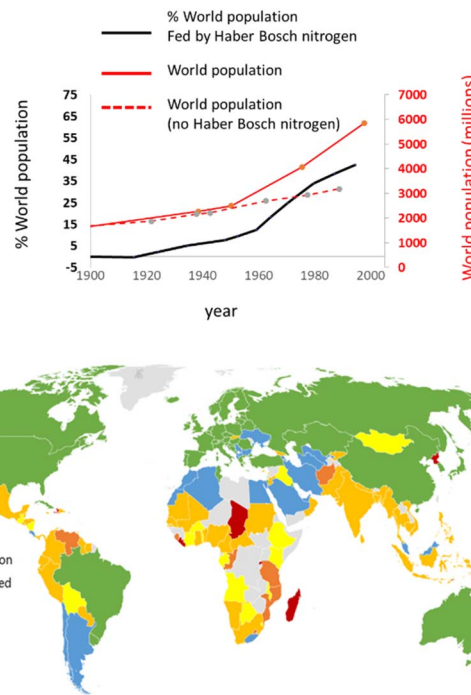 % World population
Fed by Haber Bosch nitrogen
World population
World population
(no Haber Bosch nitrogen)
% World population
75
65
55
45
35
25
15
5
-5
7000
6000
5000
4000
3000
2000
1000
0
World population (millions)
1900
1920
1940
1960
1980
2000
year
on
ed